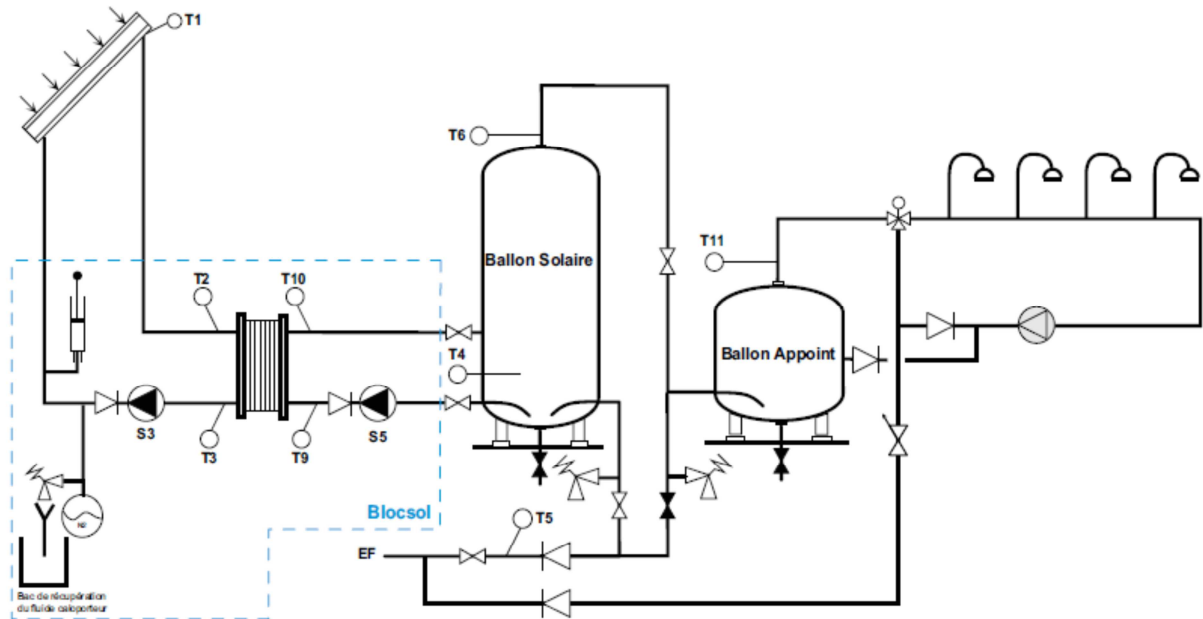 T1
T6
T11
Ballon Solaire
T2
T10
Ballon Appoint
T4
S3
T3
T9
S5
Blocsol
T5
EF
Bac de récupération
du fluide caloporteur